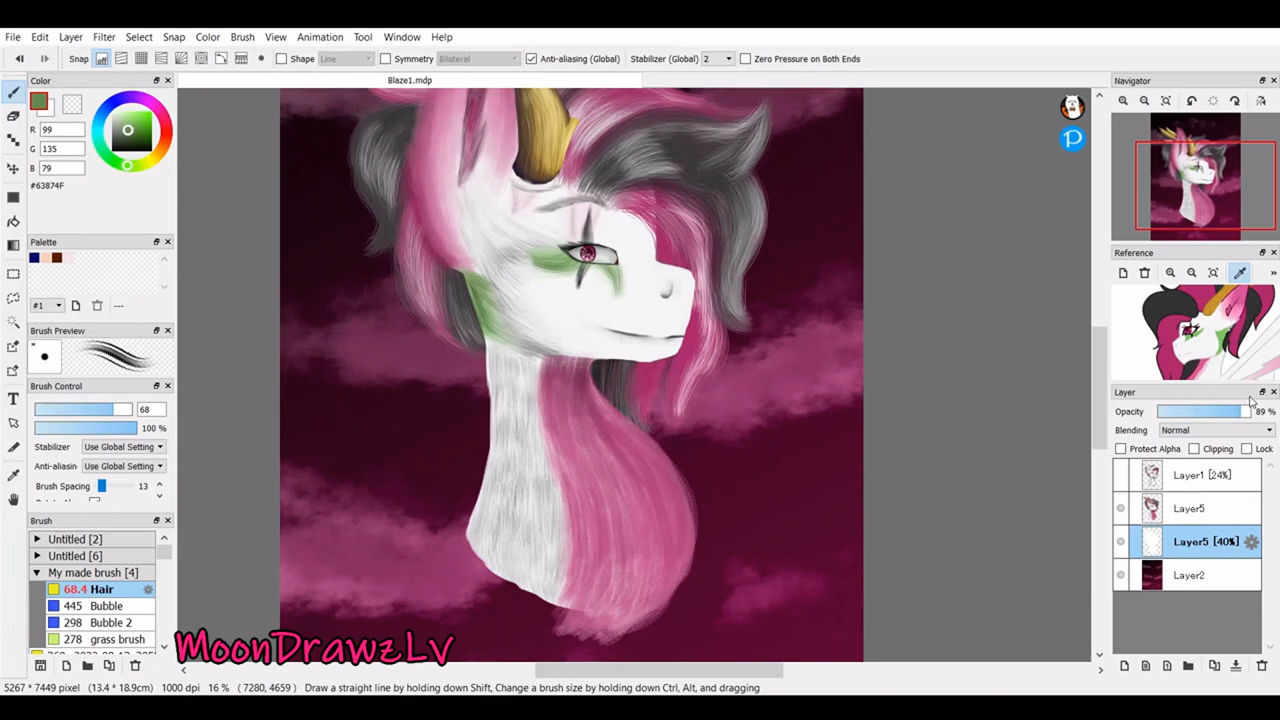 File Edit Layer Filter Select Snap Color Brush View Animation Tool Window Help
Snap off Shape Line Symmetry Bilateral Anti-aliasing (Global) Stabilizer (Global) 2 Zero Pressure on Both Ends
Color
Blaze1.mdp
Navigator
R 99
G 135
B 79
#63874F
Palette
#1 ---
Reference
Brush Preview
Brush Control
68
100 %
Stabilizer Use Global Setting
Anti-aliasin Use Global Setting
Brush Spacing 13
Layer
Opacity 89 %
Blending Normal
Protect Alpha Clipping Lock
Layer1 [24%]
Layer5
Layer5 [40%]
Layer2
Brush
Untitled [2]
Untitled [6]
My made brush [4]
68.4 Hair
445 Bubble
298 Bubble 2
278 grass brush
MoonDrawzLv
5267 * 7449 pixel (13.4 * 18.9cm) 1000 dpi 16 % ( 7280, 4659) Draw a straight line by holding down Shift, Change a brush size by holding down Ctrl, Alt, and dragging